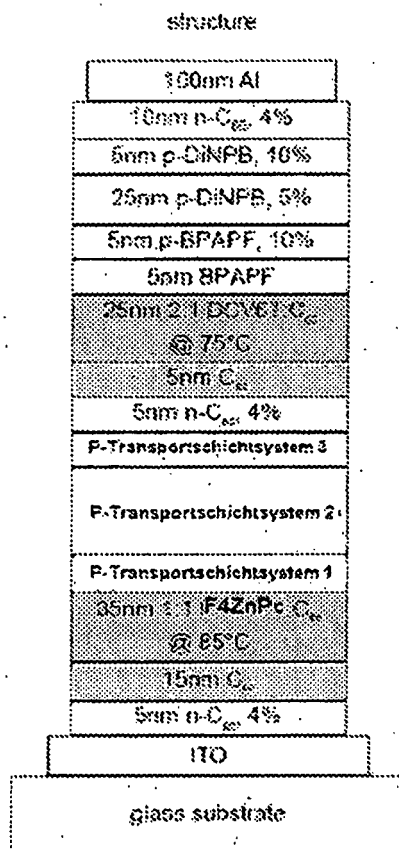 structure
100nm Al
10nm n-C60, 4%
5nm p-DiNPB, 10%
25nm p-DiNPB, 5%
5nm p-BPAPF, 10%
5nm BPAPF
25nm 2:1 DCV6T:C60
@ 75°C
5nm C60
5nm n-C60, 4%
P-Transportschichtsystem 3
P-Transportschichtsystem 2
P-Transportschichtsystem 1
35nm 1:1 F4ZnPc C60
@ 85°C
15nm C60
5nm n-C60, 4%
ITO
glass substrate